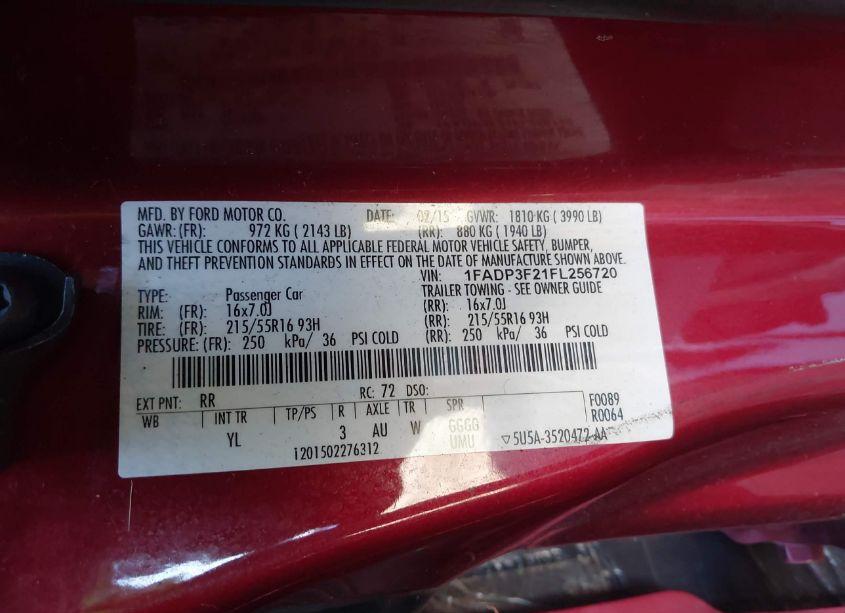 MFD. BY FORD MOTOR CO. DATE: 02/15 GVWR: 1810 KG ( 3990 LB)
GAWR: (FR): 972 KG ( 2143 LB) (RR): 880 KG ( 1940 LB)
THIS VEHICLE CONFORMS TO ALL APPLICABLE FEDERAL MOTOR VEHICLE SAFETY, BUMPER,
AND THEFT PREVENTION STANDARDS IN EFFECT ON THE DATE OF MANUFACTURE SHOWN ABOVE.
VIN: 1FADP3F21FL256720
TYPE: Passenger Car TRAILER TOWING - SEE OWNER GUIDE
RIM: (FR): 16x7.0J (RR): 16x7.0J
TIRE: (FR): 215/55R16 93H (RR): 215/55R16 93H
PRESSURE: (FR): 250 kPa/ 36 PSI COLD (RR): 250 kPa/ 36 PSI COLD
EXT PNT: RR RC: 72 DSO: F0089
WB INT TR TP/PS R AXLE TR SPR R0064
YL 3 AU W GGGG
UMU ▽5U5A-3520472-AA
1201502276312